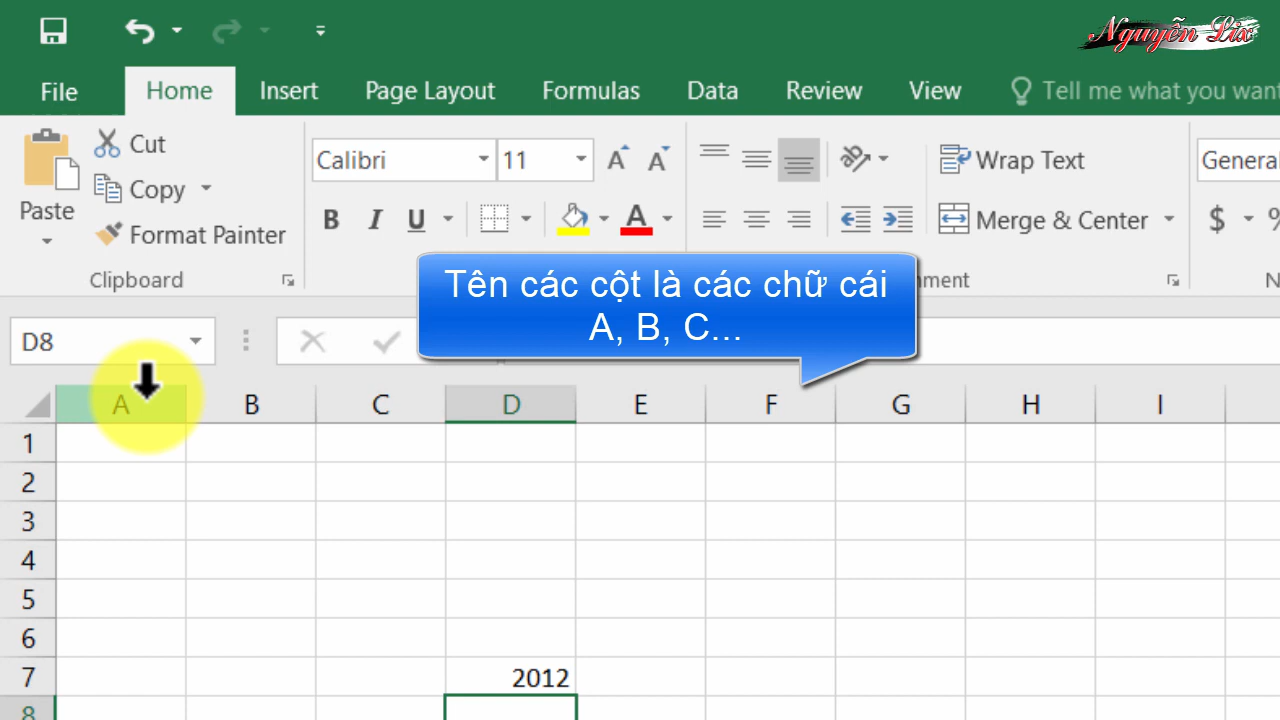 Nguyễn Lix
File Home Insert Page Layout Formulas Data Review View Tell me what you want
Cut
Copy
Paste
Format Painter
Clipboard
Calibri 11 A A
B I U A
Wrap Text
Merge & Center
General
$ %
nment
N
Tên các cột là các chữ cái
A, B, C...
D8
A B C D E F G H I
1
2
3
4
5
6
7 2012
8